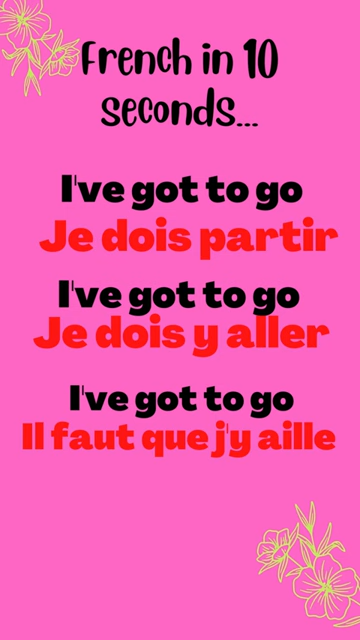 French in 10
seconds...
I've got to go
Je dois partir
I've got to go
Je dois y aller
I've got to go
Il faut que j'y aille